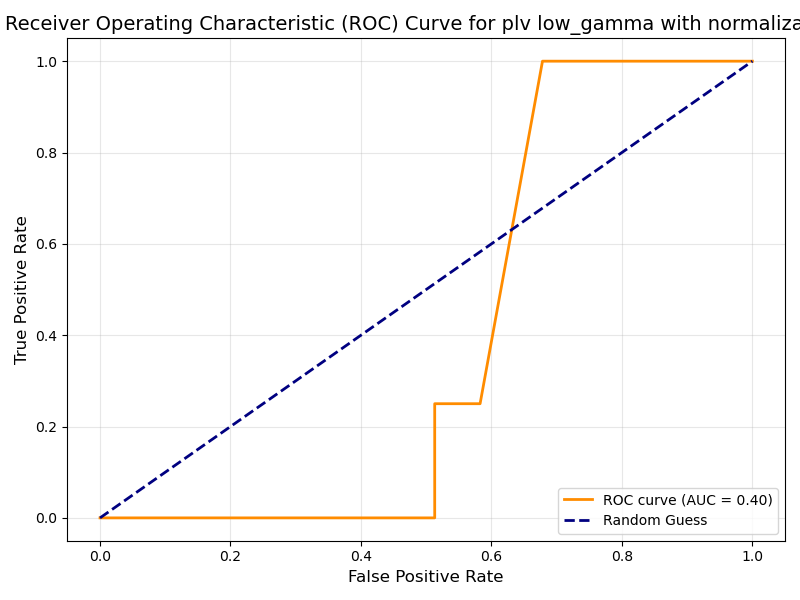 Receiver Operating Characteristic (ROC) Curve for plv low_gamma with normaliza
1.0
0.8
0.6
0.4
0.2
0.0
True Positive Rate
ROC curve (AUC = 0.40)
Random Guess
0.0 0.2 0.4 0.6 0.8 1.0
False Positive Rate